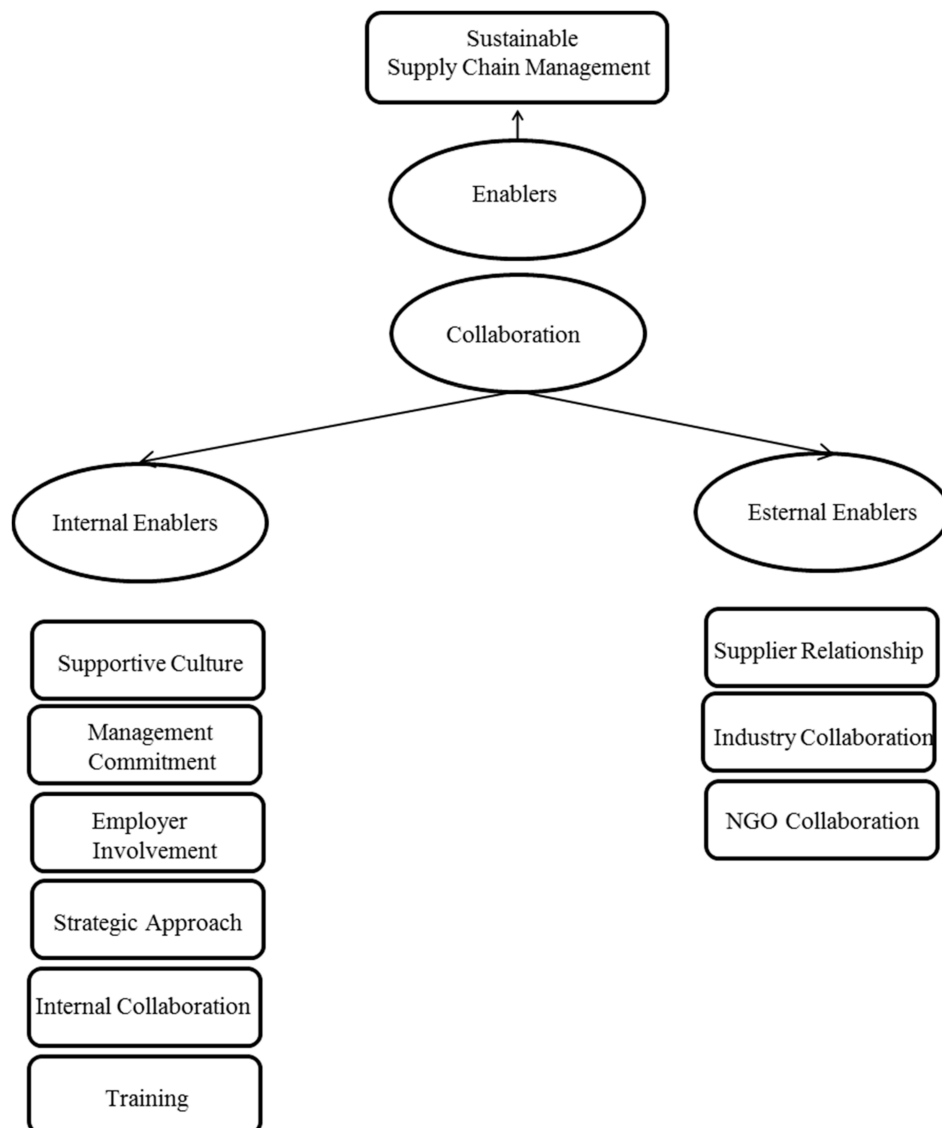 Sustainable
Supply Chain Management
Enablers
Collaboration
Internal Enablers
Esternal Enablers
Supportive Culture
Management
Commitment
Employer
Involvement
Strategic Approach
Internal Collaboration
Training
Supplier Relationship
Industry Collaboration
NGO Collaboration